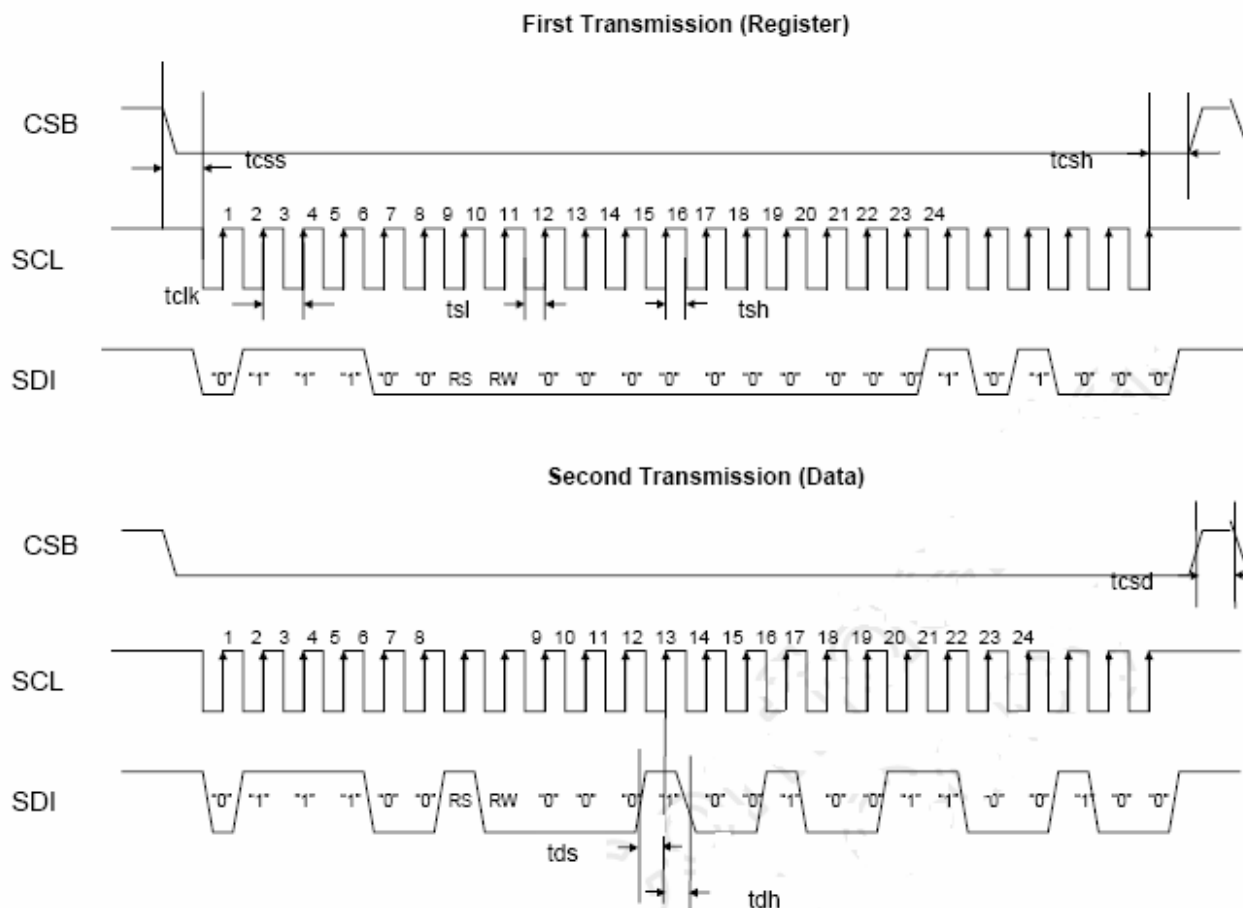 First Transmission (Register)
CSB
tcss
tcsh
1 2 3 4 5 6 7 8 9 10 11 12 13 14 15 16 17 18 19 20 21 22 23 24
SCL
tclk
tsl
tsh
SDI
“0” “1” “1” “1” “0” “0” RS RW “0” “0” “0” “0” “0” “0” “0” “0” “0” “0” “1” “0” “1” “0” “0” “0”
Second Transmission (Data)
CSB
tcsd
1 2 3 4 5 6 7 8 9 10 11 12 13 14 15 16 17 18 19 20 21 22 23 24
SCL
SDI
“0” “1” “1” “1” “0” “0” RS RW “0” “0” “0” “1” “0” “0” “1” “0” “0” “1” “1” “0” “0” “1” “0” “0”
tds
tdh